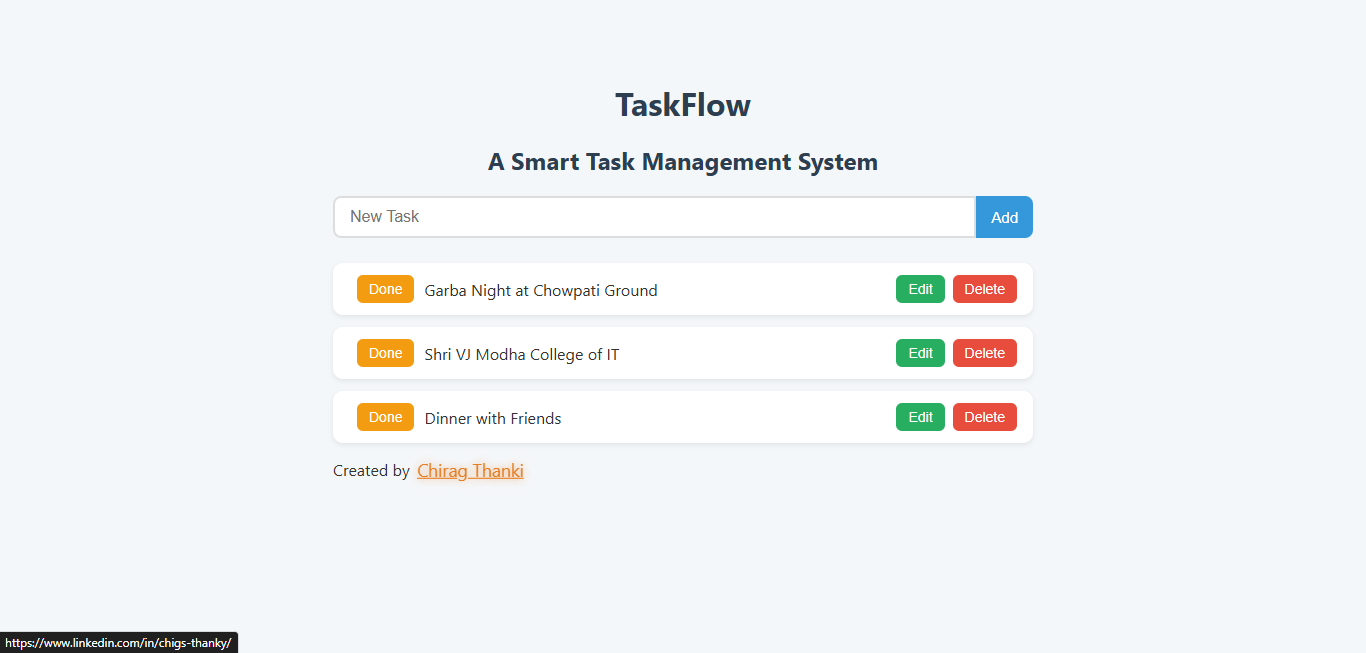 TaskFlow
A Smart Task Management System
New Task Add
Done Garba Night at Chowpati Ground Edit Delete
Done Shri VJ Modha College of IT Edit Delete
Done Dinner with Friends Edit Delete
Created by Chirag Thanki
https://www.linkedin.com/in/chigs-thanky/